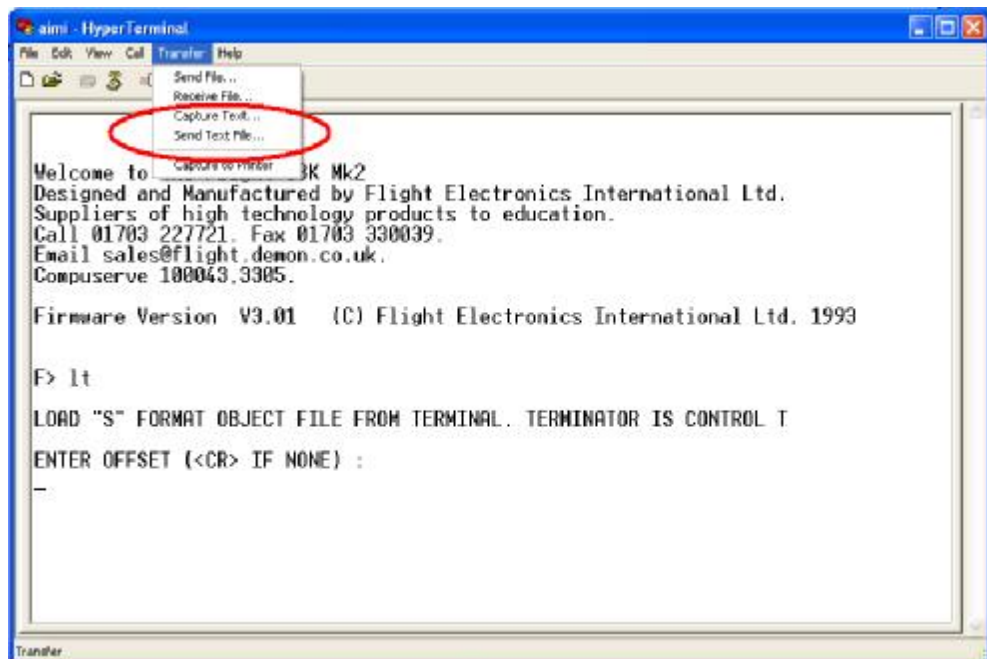 aimi - HyperTerminal
File Edit View Call Transfer Help
Send File...
Receive File...
Capture Text...
Send Text File...
Capture to Printer
Welcome to 8K Mk2
Designed and Manufactured by Flight Electronics International Ltd.
Suppliers of high technology products to education.
Call 01703 227721. Fax 01703 330039.
Email sales@flight.demon.co.uk.
Compuserve 100043,3305.
Firmware Version V3.01 (C) Flight Electronics International Ltd. 1993
F> lt
LOAD "S" FORMAT OBJECT FILE FROM TERMINAL. TERMINATOR IS CONTROL T
ENTER OFFSET (<CR> IF NONE) :
_
Transfer